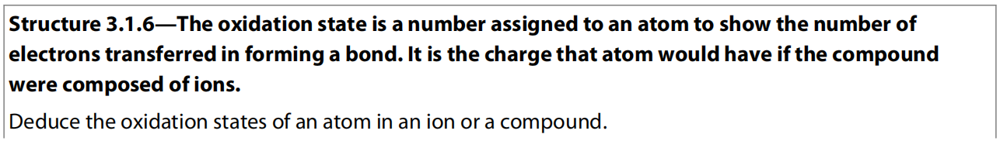 Structure 3.1.6—The oxidation state is a number assigned to an atom to show the number of
electrons transferred in forming a bond. It is the charge that atom would have if the compound
were composed of ions.
Deduce the oxidation states of an atom in an ion or a compound.